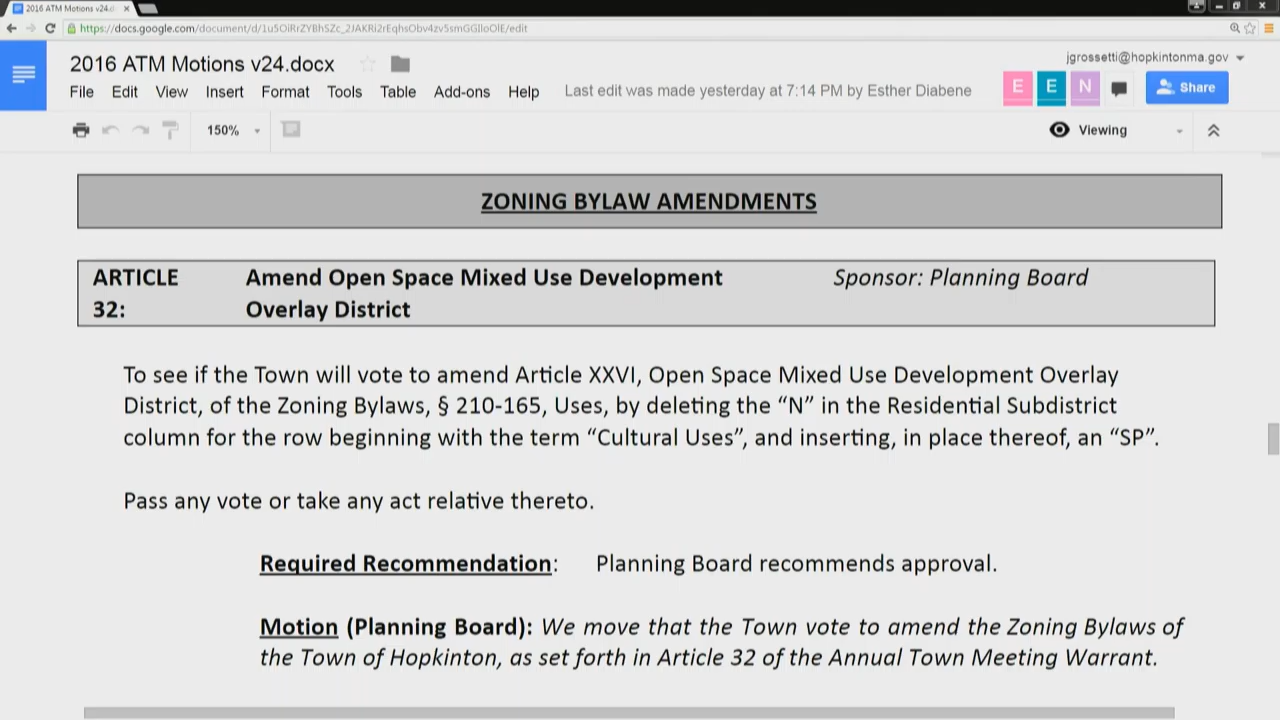 2016 ATM Motions v24.d
https://docs.google.com/document/d/1u5OiRrZYBhSZc_2JAKRi2rEqhsObv4zv5smGGlloOlE/edit
2016 ATM Motions v24.docx
jgrossetti@hopkintonma.gov
File Edit View Insert Format Tools Table Add-ons Help Last edit was made yesterday at 7:14 PM by Esther Diabene
E E N Share
150% Viewing
ZONING BYLAW AMENDMENTS
ARTICLE Amend Open Space Mixed Use Development Sponsor: Planning Board
32: Overlay District
To see if the Town will vote to amend Article XXVI, Open Space Mixed Use Development Overlay
District, of the Zoning Bylaws, § 210-165, Uses, by deleting the “N” in the Residential Subdistrict
column for the row beginning with the term “Cultural Uses”, and inserting, in place thereof, an “SP”.
Pass any vote or take any act relative thereto.
Required Recommendation: Planning Board recommends approval.
Motion (Planning Board): We move that the Town vote to amend the Zoning Bylaws of
the Town of Hopkinton, as set forth in Article 32 of the Annual Town Meeting Warrant.